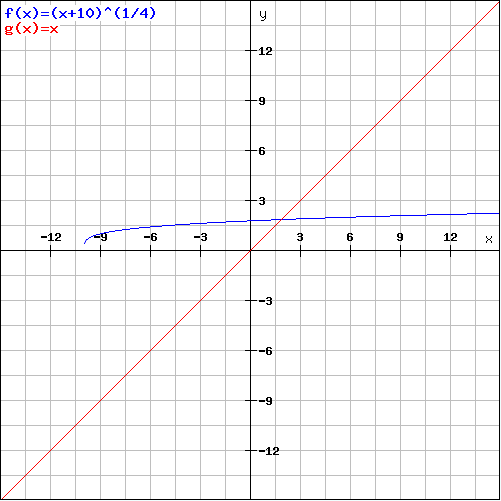 f(x)=(x+10)^(1/4)
g(x)=x
y
12
9
6
3
-12 -9 -6 -3 3 6 9 12 x
-3
-6
-9
-12